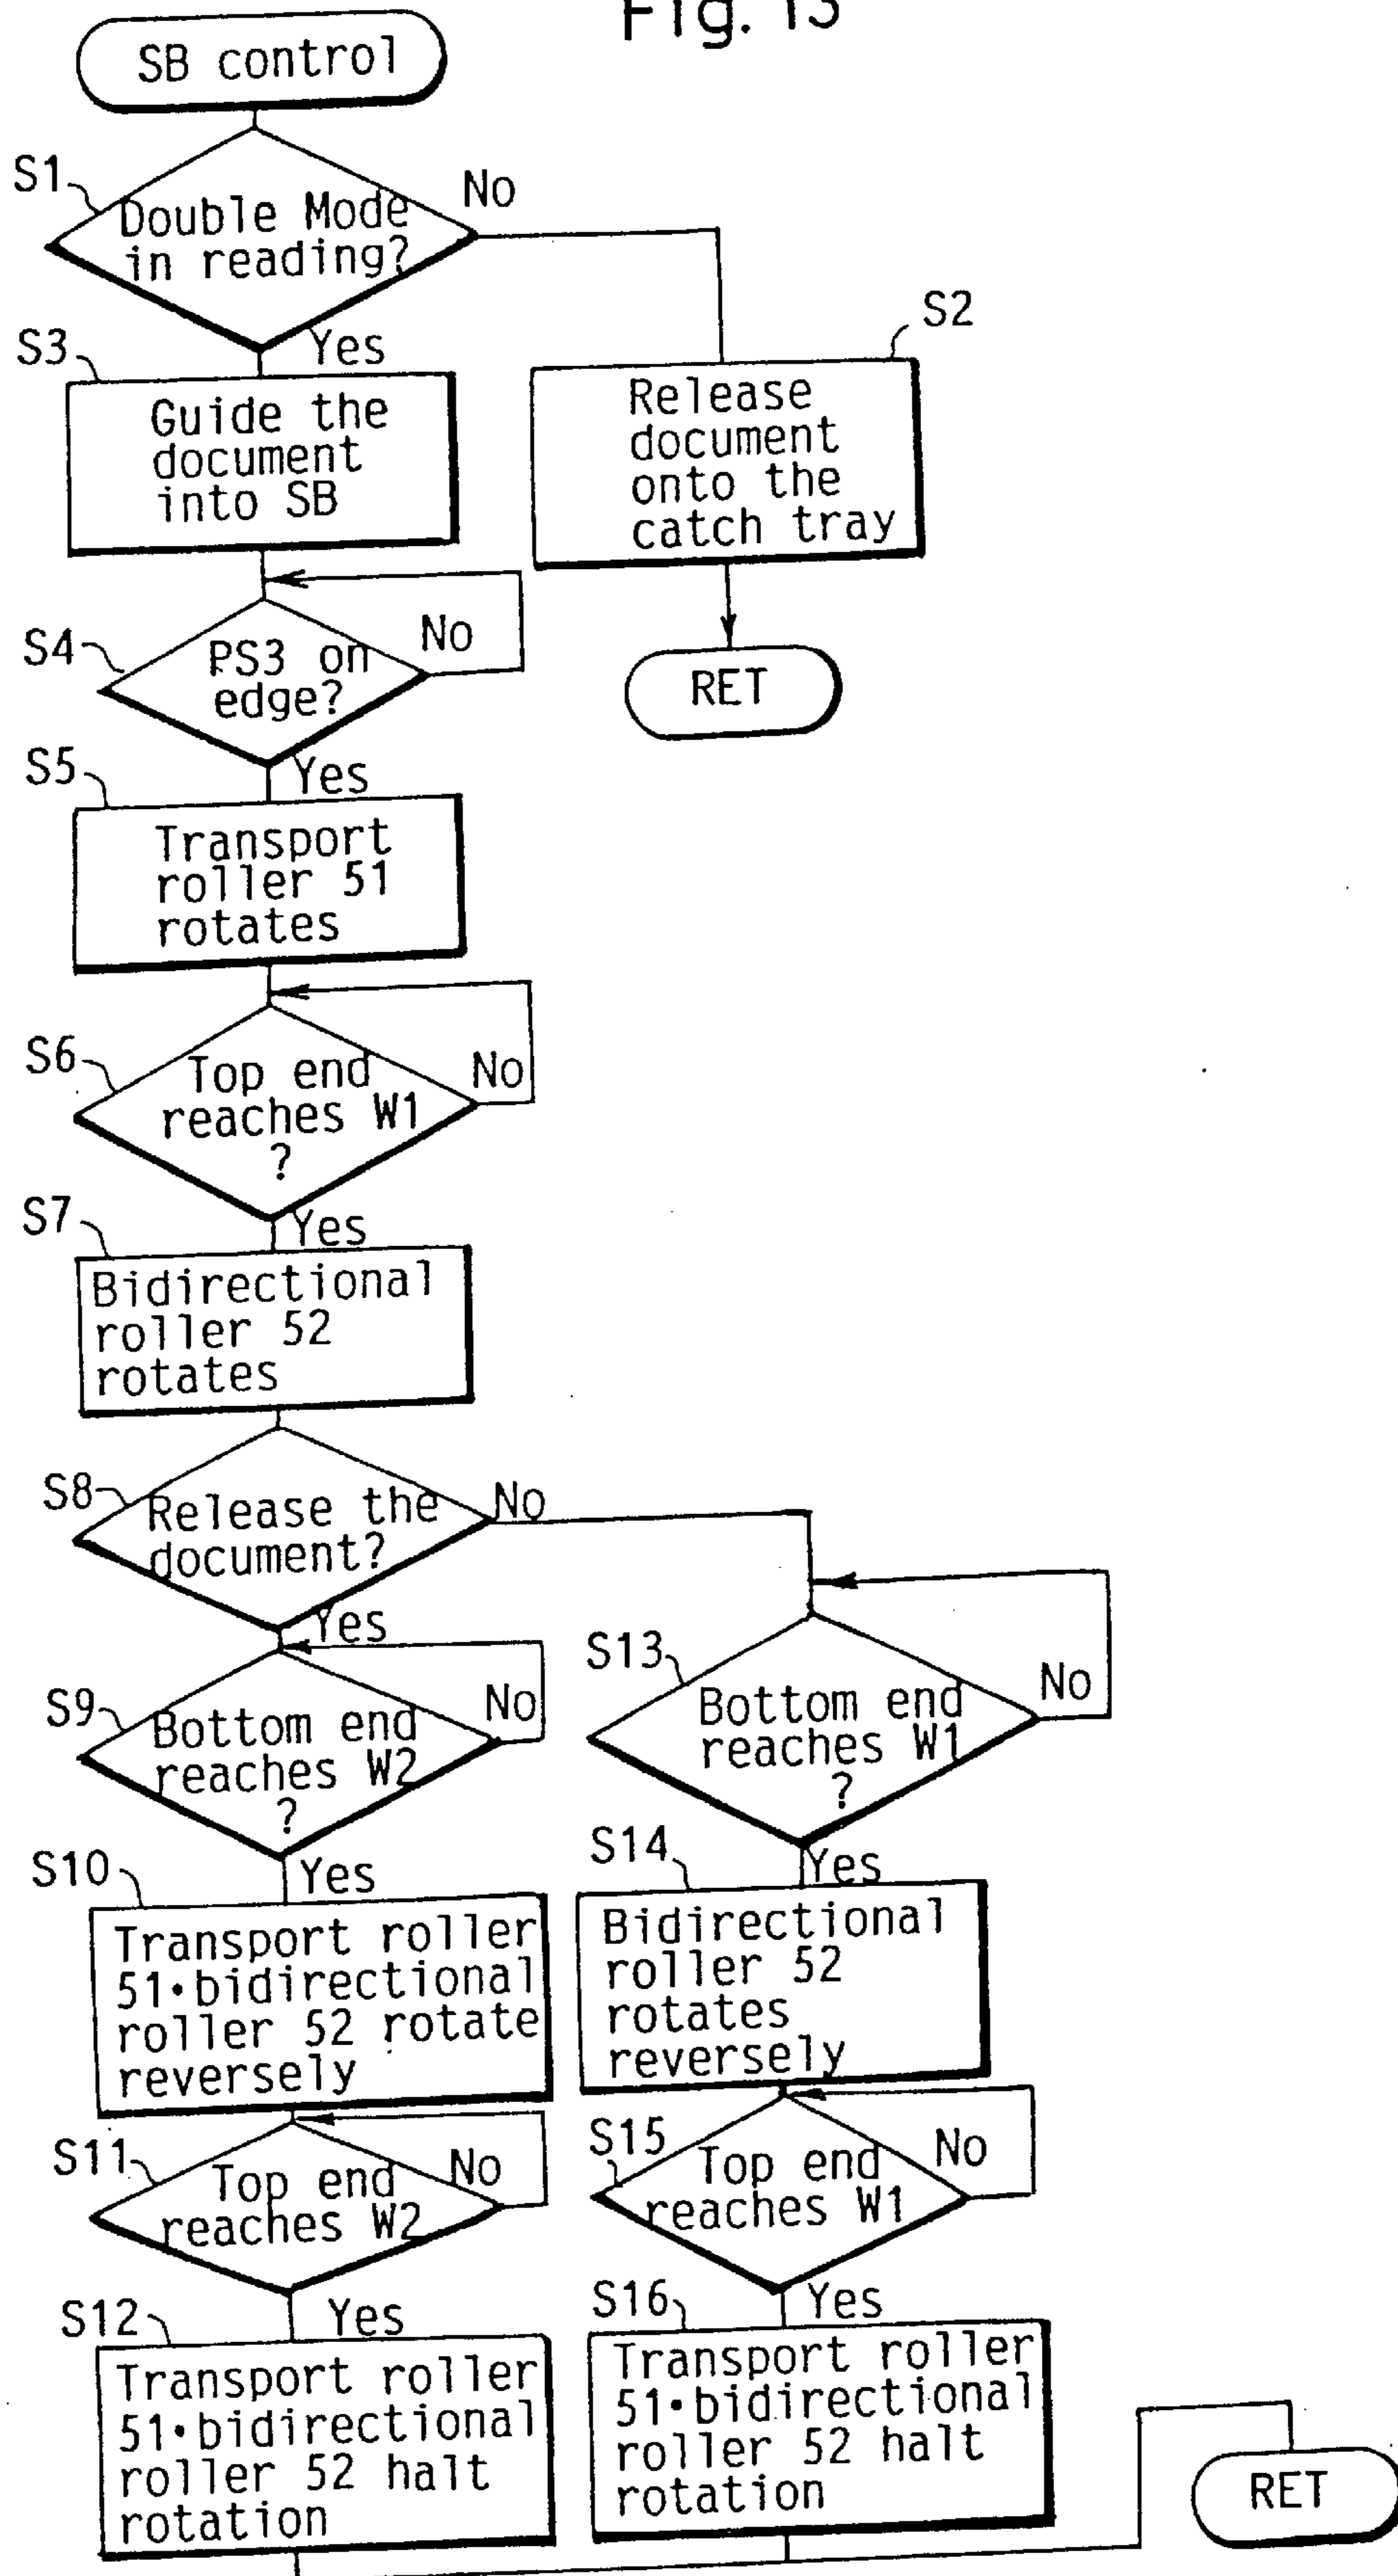 Fig. 13
SB control
S1
Double Mode
in reading?
No
Yes
S2
Release
document
onto the
catch tray
RET
S3
Guide the
document
into SB
S4
PS3 on
edge?
No
Yes
S5
Transport
roller 51
rotates
S6
Top end
reaches W1
?
No
Yes
S7
Bidirectional
roller 52
rotates
S8
Release the
document?
No
Yes
S9
Bottom end
reaches W2
?
No
Yes
S10
Transport roller
51·bidirectional
roller 52 rotate
reversely
S11
Top end
reaches W2
No
Yes
S12
Transport roller
51·bidirectional
roller 52 halt
rotation
S13
Bottom end
reaches W1
?
No
Yes
S14
Bidirectional
roller 52
rotates
reversely
S15
Top end
reaches W1
No
Yes
S16
Transport roller
51·bidirectional
roller 52 halt
rotation
RET